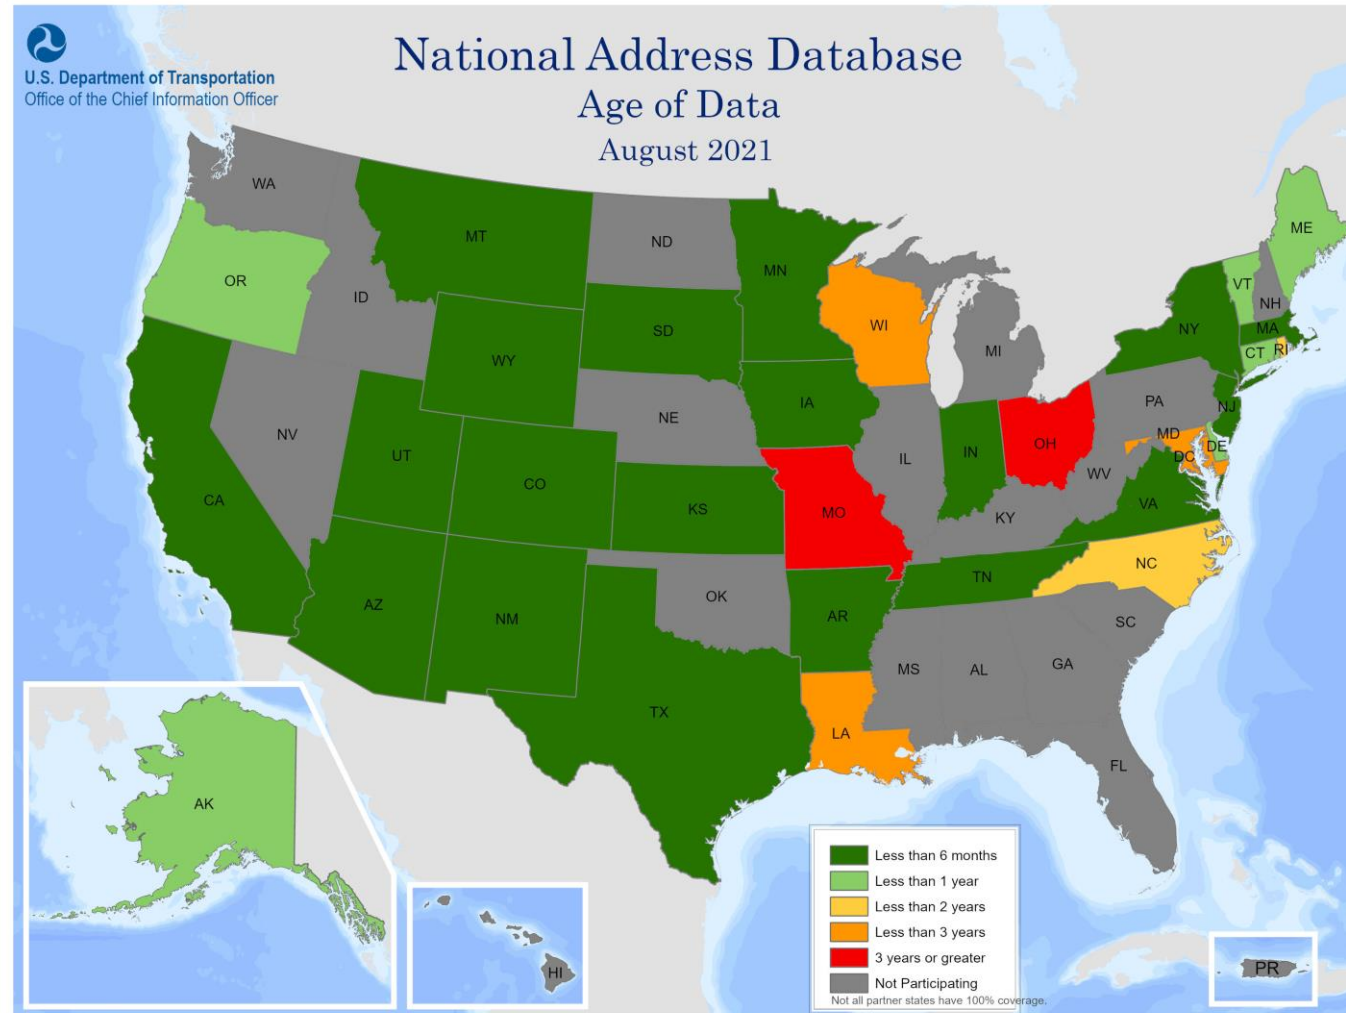 U.S. Department of Transportation
Office of the Chief Information Officer
National Address Database
Age of Data
August 2021
WA
MT
ND
MN
OR
ID
SD
WI
MI
ME
VT
NH
NY
MA
CT
RI
WY
NV
UT
CO
NE
IA
IL
IN
OH
PA
NJ
MD
DE
DC
WV
VA
CA
KS
MO
KY
AZ
NM
OK
AR
TN
NC
TX
LA
MS
AL
GA
SC
FL
AK
HI
PR
Less than 6 months
Less than 1 year
Less than 2 years
Less than 3 years
3 years or greater
Not Participating
Not all partner states have 100% coverage.